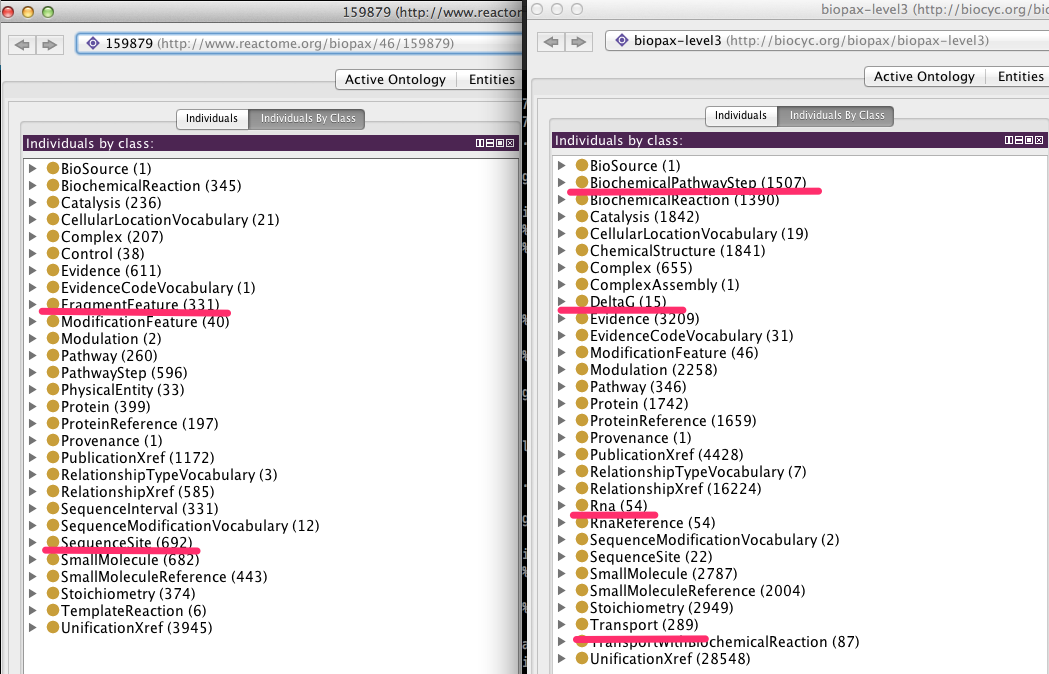 159879 (http://www.reactome
159879 (http://www.reactome.org/biopax/46/159879)
Active Ontology
Entities
Individuals
Individuals By Class
Individuals by class:
BioSource (1)
BiochemicalReaction (345)
Catalysis (236)
CellularLocationVocabulary (21)
Complex (207)
Control (38)
Evidence (611)
EvidenceCodeVocabulary (1)
FragmentFeature (331)
ModificationFeature (40)
Modulation (2)
Pathway (260)
PathwayStep (596)
PhysicalEntity (33)
Protein (399)
ProteinReference (197)
Provenance (1)
PublicationXref (1172)
RelationshipTypeVocabulary (3)
RelationshipXref (585)
SequenceInterval (331)
SequenceModificationVocabulary (12)
SequenceSite (692)
SmallMolecule (682)
SmallMoleculeReference (443)
Stoichiometry (374)
TemplateReaction (6)
UnificationXref (3945)
biopax-level3 (http://biocyc.org/bio
biopax-level3 (http://biocyc.org/biopax/biopax-level3)
Active Ontology
Entities
Individuals
Individuals By Class
Individuals by class:
BioSource (1)
BiochemicalPathwayStep (1507)
BiochemicalReaction (1390)
Catalysis (1842)
CellularLocationVocabulary (19)
ChemicalStructure (1841)
Complex (655)
ComplexAssembly (1)
DeltaG (15)
Evidence (3209)
EvidenceCodeVocabulary (31)
ModificationFeature (46)
Modulation (2258)
Pathway (346)
Protein (1742)
ProteinReference (1659)
Provenance (1)
PublicationXref (4428)
RelationshipTypeVocabulary (7)
RelationshipXref (16224)
Rna (54)
RnaReference (54)
SequenceModificationVocabulary (2)
SequenceSite (22)
SmallMolecule (2787)
SmallMoleculeReference (2004)
Stoichiometry (2949)
Transport (289)
TransportWithBiochemicalReaction (87)
UnificationXref (28548)